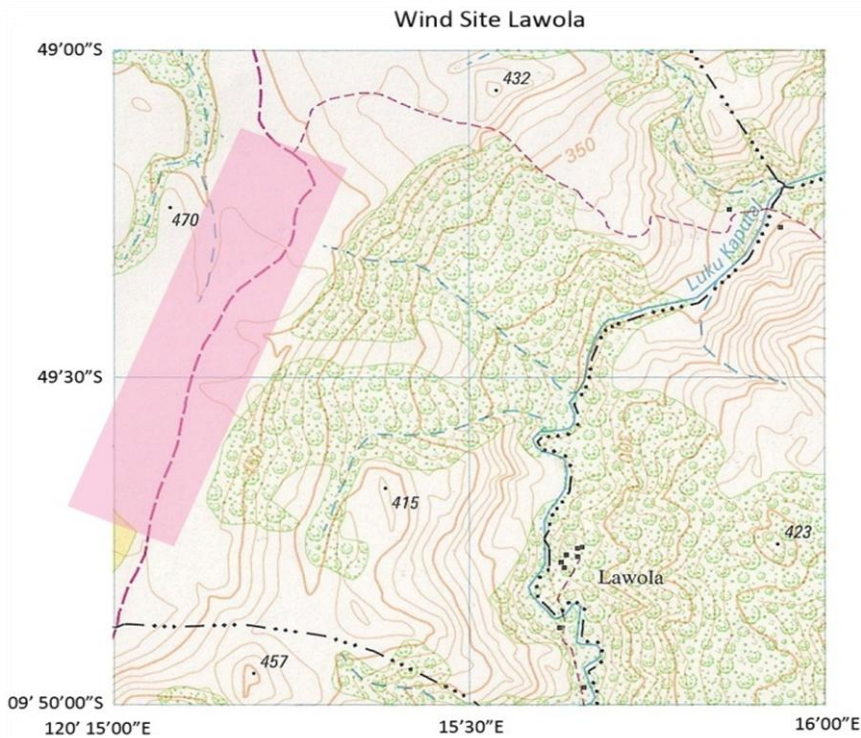 Wind Site Lawola
49'00"S
432
350
470
Luku Kaputal
49'30"S
415
423
Lawola
457
09' 50'00"S
120' 15'00"E
15'30"E
16'00"E